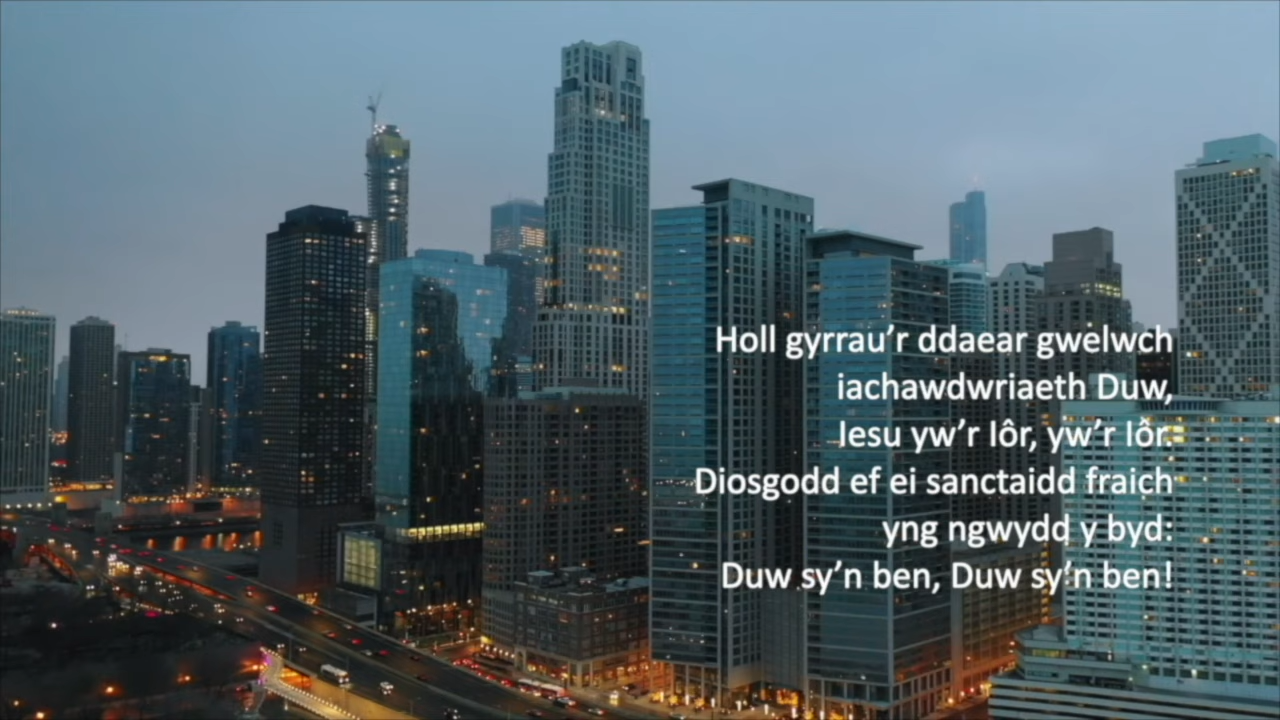 Holl gyrrau’r ddaear gwelwch
iachawdwriaeth Duw,
Iesu yw’r Iôr, yw’r Iôr.
Diosgodd ef ei sanctaidd fraich
yng ngwydd y byd:
Duw sy’n ben, Duw sy’n ben!